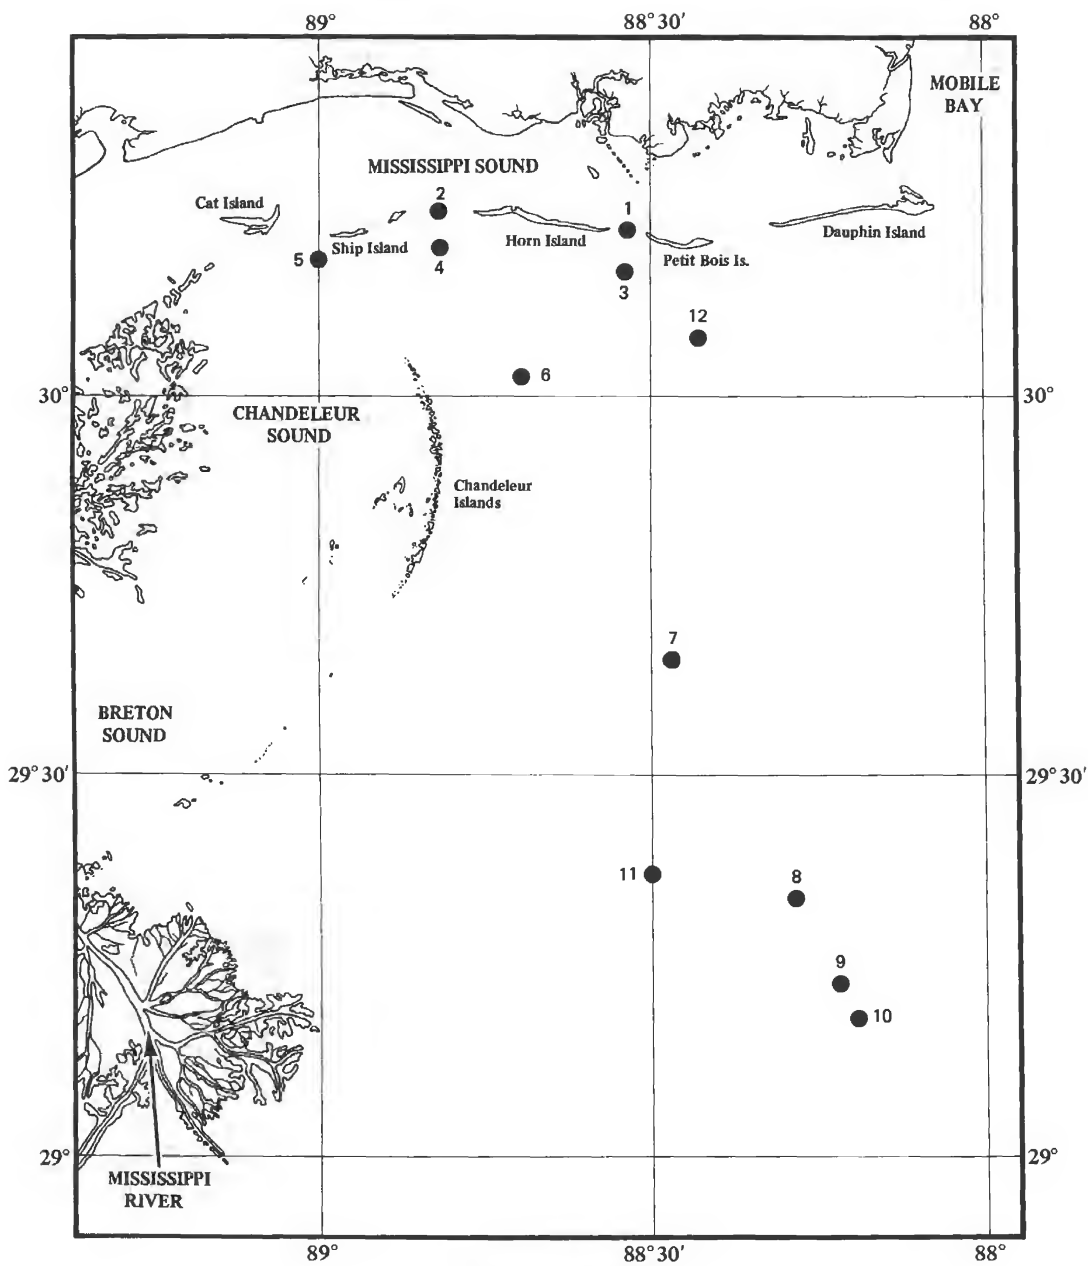 89°
88°30′
88°
MOBILE
BAY
MISSISSIPPI SOUND
Cat Island
2
1
Ship Island
Horn Island
Dauphin Island
5
4
Petit Bois Is.
3
12
6
30°
30°
CHANDELEUR
SOUND
Chandeleur
Islands
7
BRETON
SOUND
29°30′
29°30′
11
8
9
10
29°
29°
MISSISSIPPI
RIVER
89°
88°30′
88°